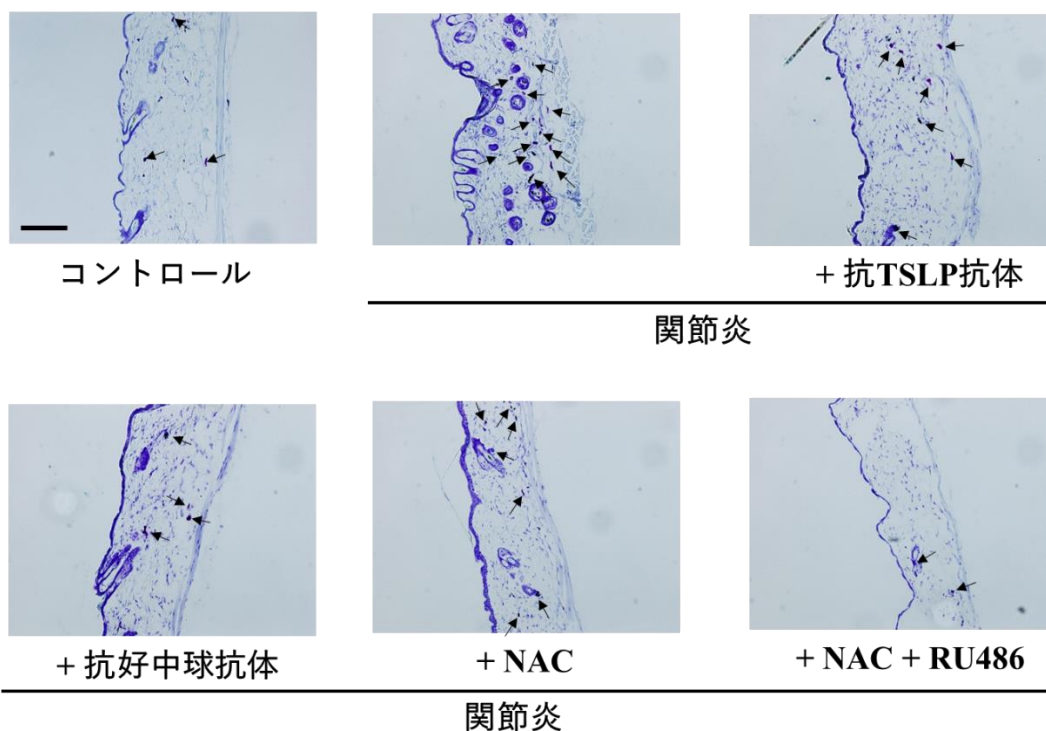 コントロール
+ 抗TSLP抗体
関節炎
+ 抗好中球抗体
+ NAC
+ NAC + RU486
関節炎